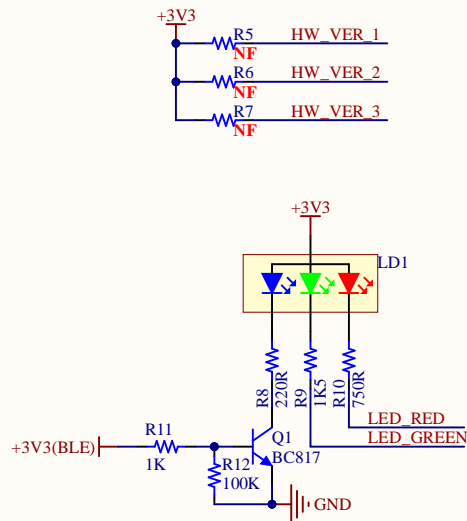 +3V3
R5 HW_VER_1
NF
R6 HW_VER_2
NF
R7 HW_VER_3
NF
+3V3
LD1
R8 220R R9 1K5 R10 750R
LED_RED
LED_GREEN
R11 Q1
+3V3(BLE) BC817
1K R12
100K
GND